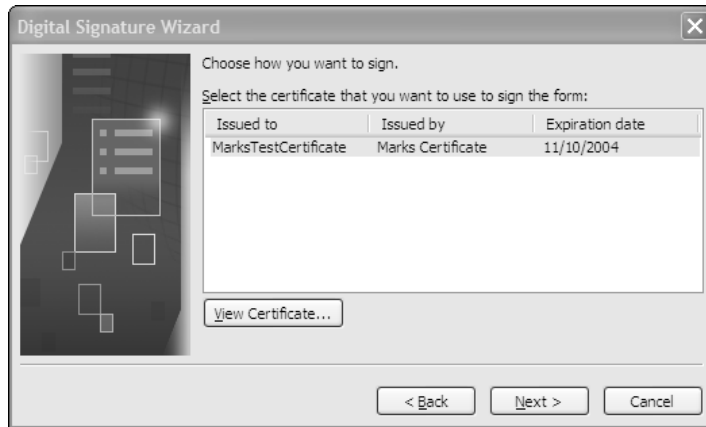 Digital Signature Wizard
Choose how you want to sign.
Select the certificate that you want to use to sign the form:
Issued to Issued by Expiration date
MarksTestCertificate Marks Certificate 11/10/2004
View Certificate...
< Back Next > Cancel